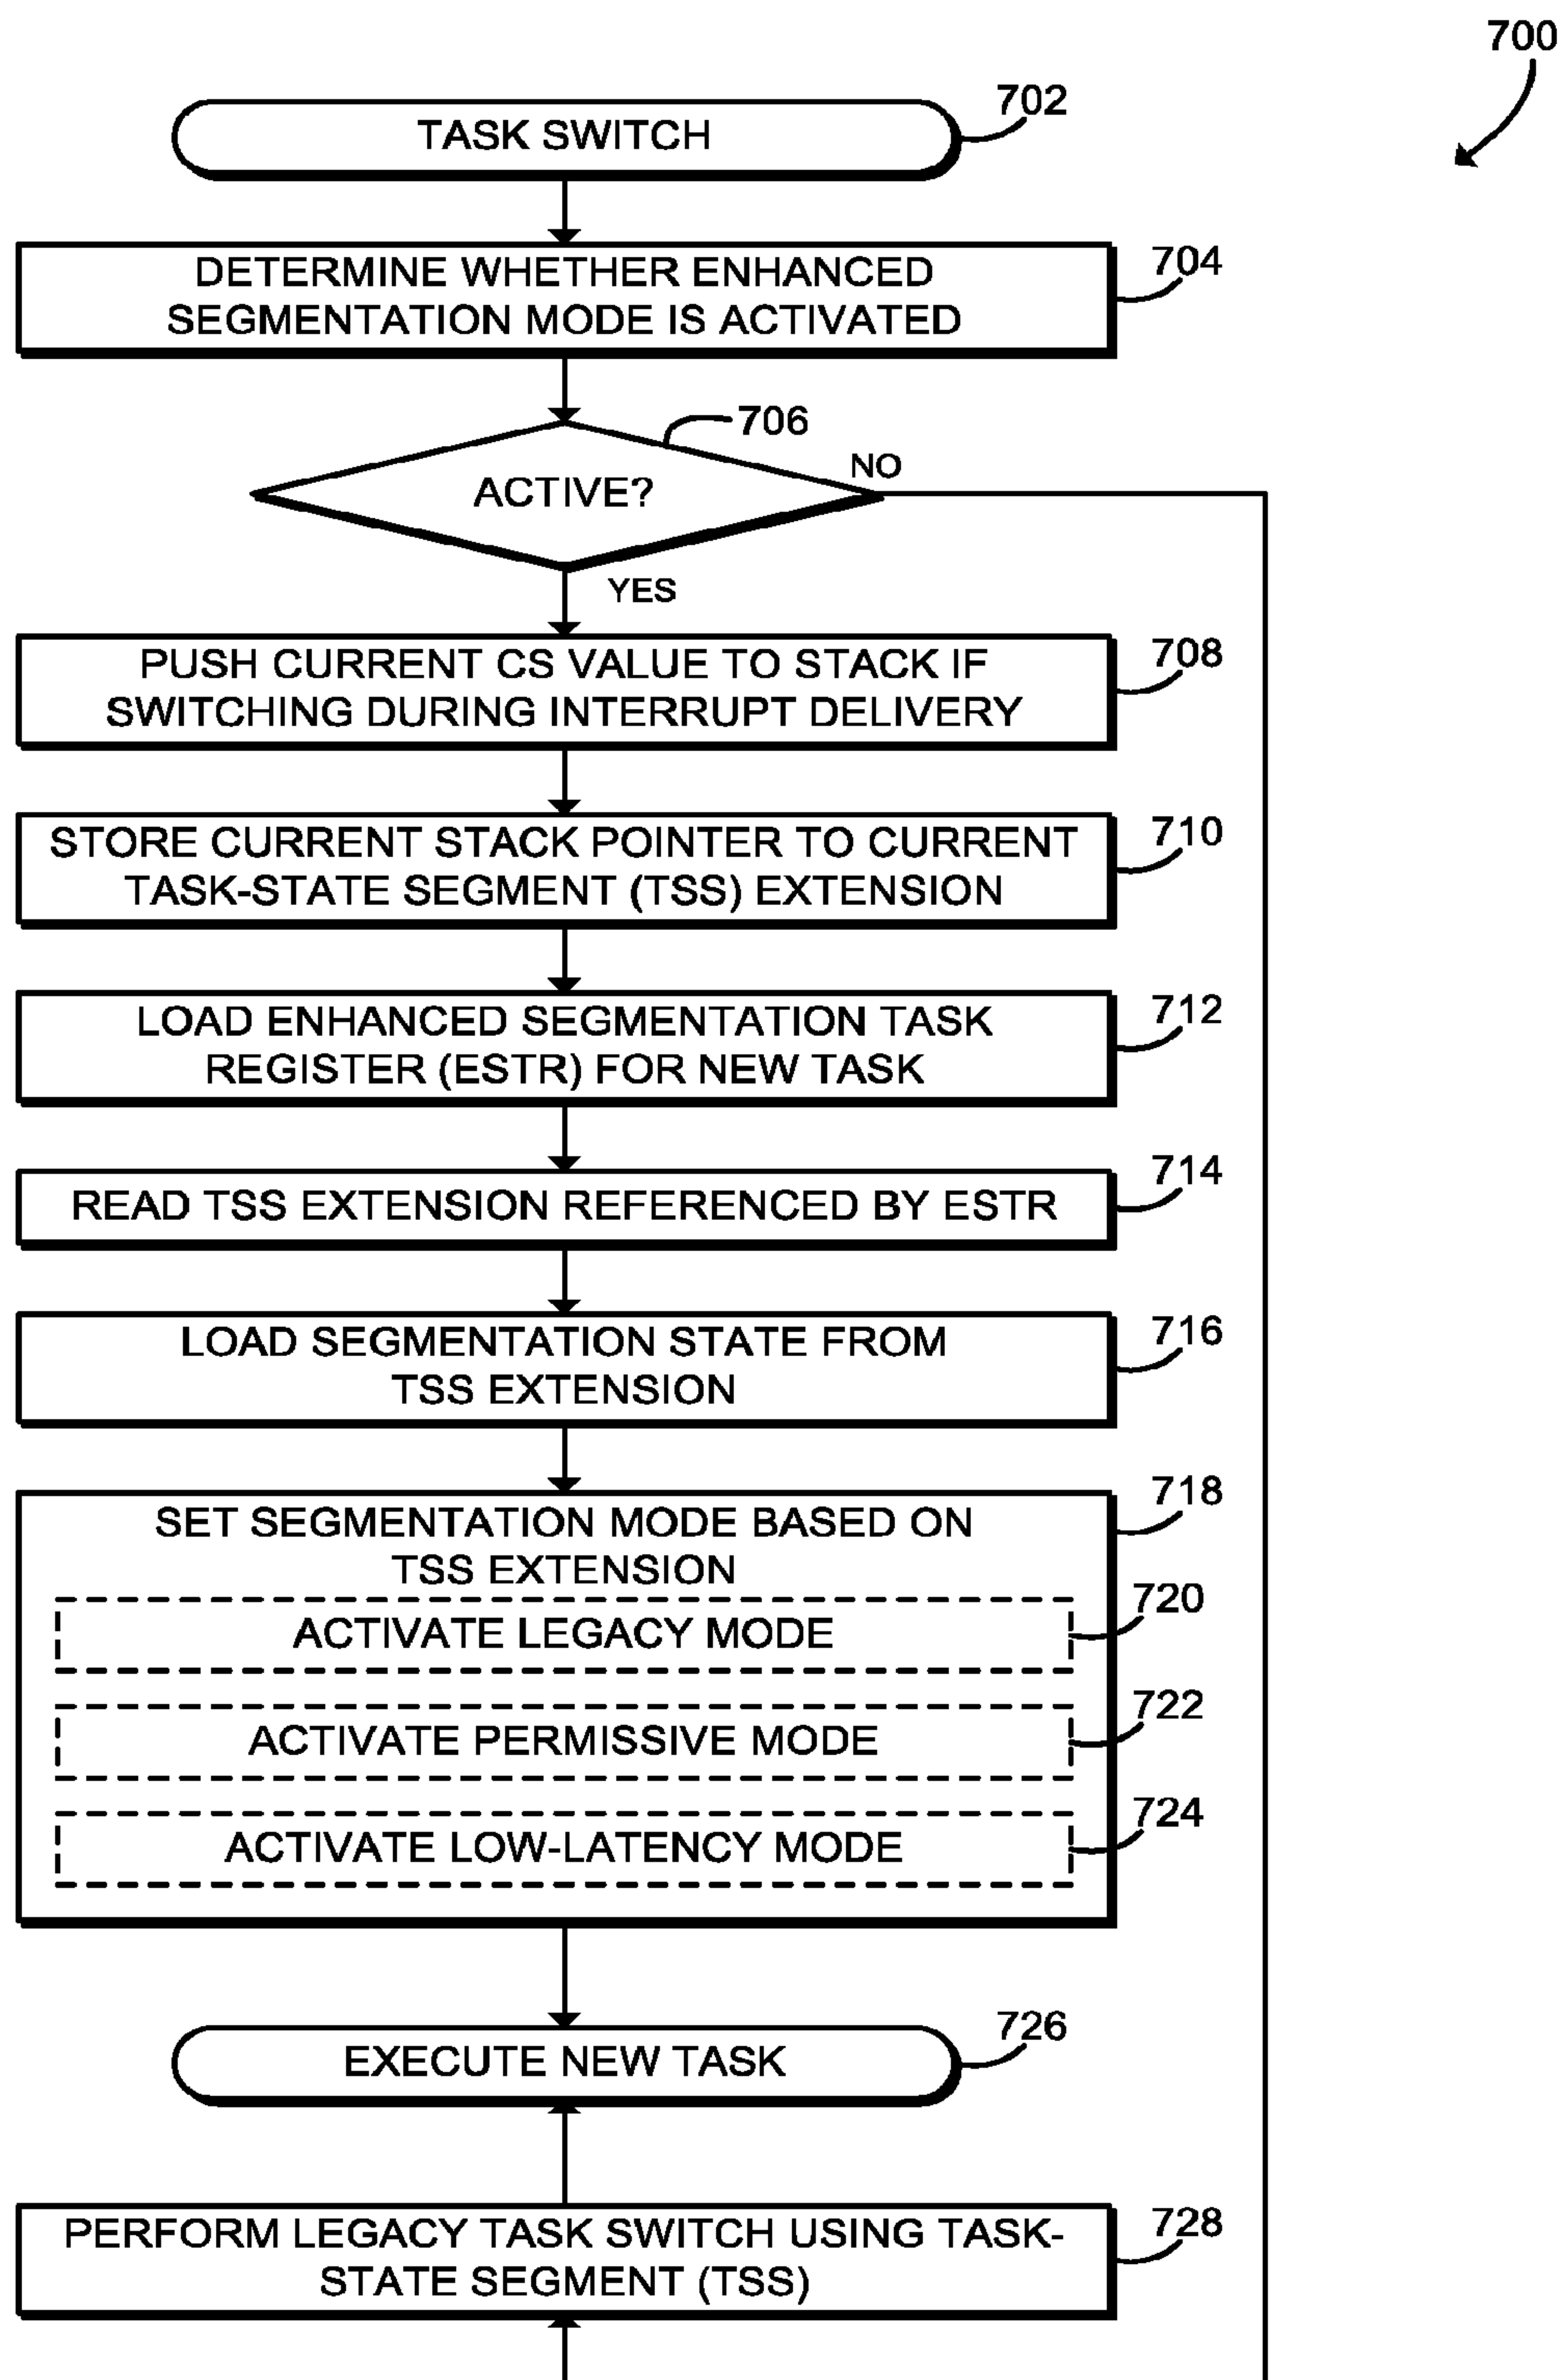 700
TASK SWITCH
702
DETERMINE WHETHER ENHANCED
SEGMENTATION MODE IS ACTIVATED
704
706
ACTIVE?
NO
YES
PUSH CURRENT CS VALUE TO STACK IF
SWITCHING DURING INTERRUPT DELIVERY
708
STORE CURRENT STACK POINTER TO CURRENT
TASK-STATE SEGMENT (TSS) EXTENSION
710
LOAD ENHANCED SEGMENTATION TASK
REGISTER (ESTR) FOR NEW TASK
712
READ TSS EXTENSION REFERENCED BY ESTR
714
LOAD SEGMENTATION STATE FROM
TSS EXTENSION
716
SET SEGMENTATION MODE BASED ON
TSS EXTENSION
718
ACTIVATE LEGACY MODE
720
ACTIVATE PERMISSIVE MODE
722
ACTIVATE LOW-LATENCY MODE
724
EXECUTE NEW TASK
726
PERFORM LEGACY TASK SWITCH USING TASK-
STATE SEGMENT (TSS)
728